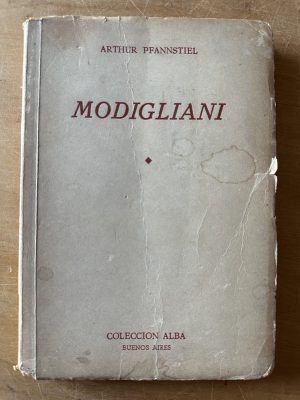 ARTHUR PFANNSTIEL
MODIGLIANI
COLECCION ALBA
BUENOS AIRES